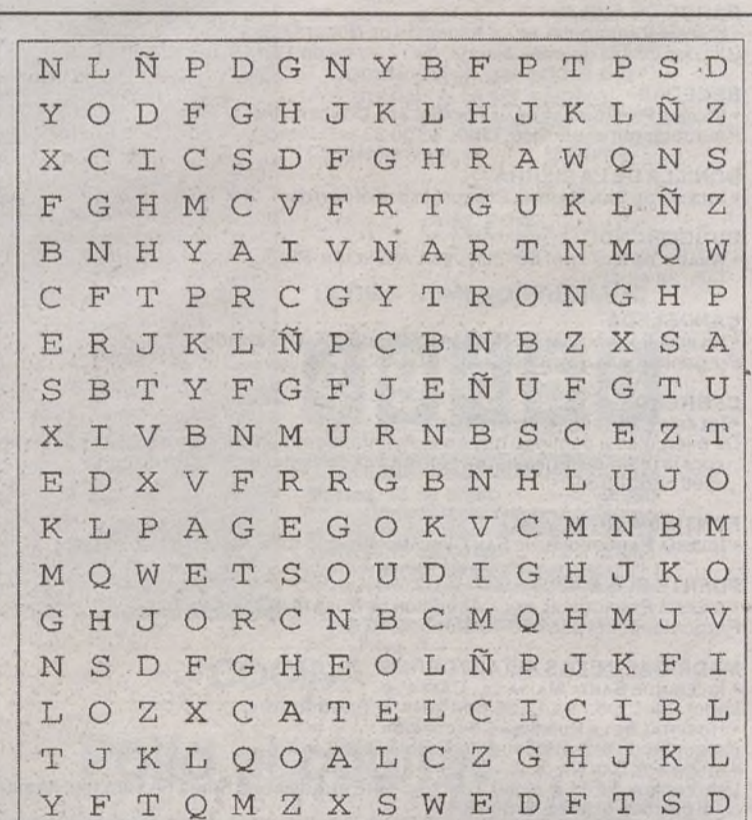 N L Ñ P D G N Y B F P T P S D
Y O D F G H J K L H J K L Ñ Z
X C I C S D F G H R A W Q N S
F G H M C V F R T G U K L Ñ Z
B N H Y A I V N A R T N M Q W
C F T P R C G Y T R O N G H P
E R J K L Ñ P C B N B Z X S A
S B T Y F G F J E Ñ U F G T U
X I V B N M U R N B S C E Z T
E D X V F R R G B N H L U J O
K L P A G E G O K V C M N B M
M Q W E T S O U D I G H J K O
G H J O R C N B C M Q H M J V
N S D F G H E O L Ñ P J K F I
L O Z X C A T E L C I C I B L
T J K L Q O A L C Z G H J K L
Y F T Q M Z X S W E D F T S D